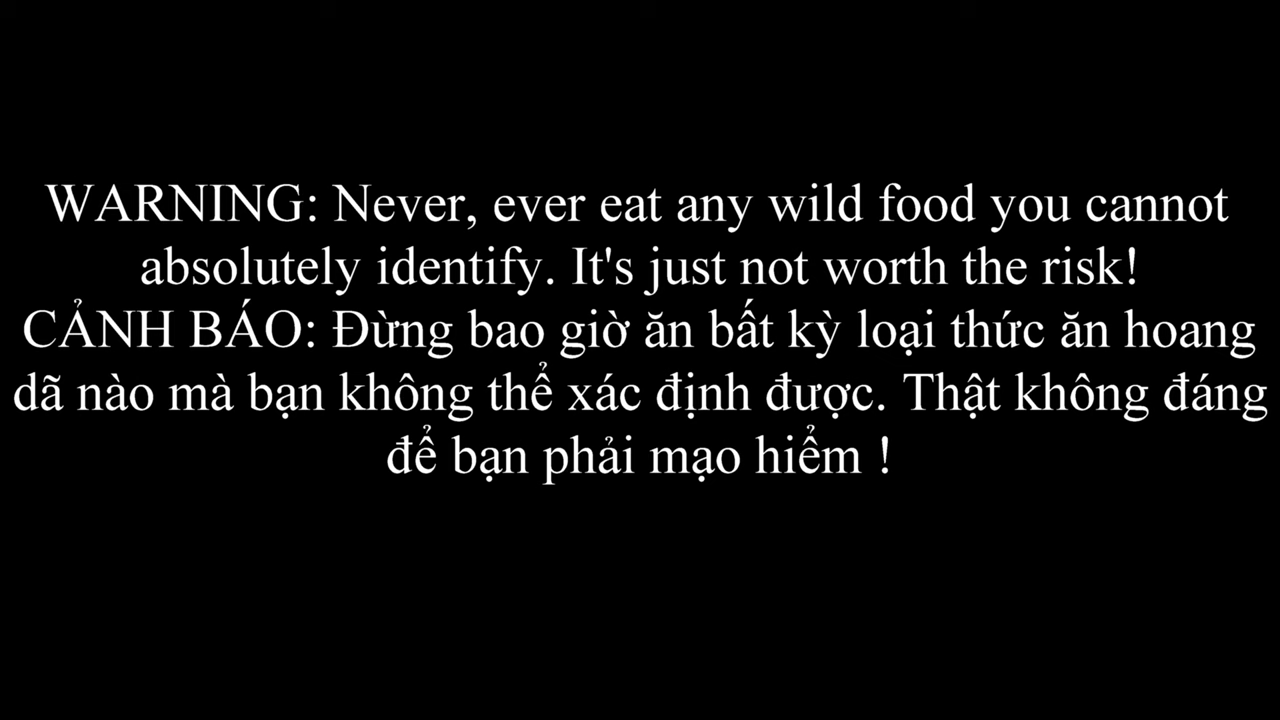 WARNING: Never, ever eat any wild food you cannot
absolutely identify. It's just not worth the risk!
CẢNH BÁO: Đừng bao giờ ăn bất kỳ loại thức ăn hoang
dã nào mà bạn không thể xác định được. Thật không đáng
để bạn phải mạo hiểm !